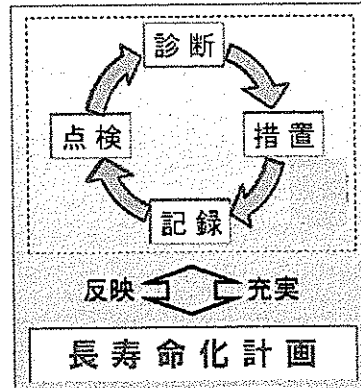 診断
点検
措置
記録
反映 充実
長寿命化計画